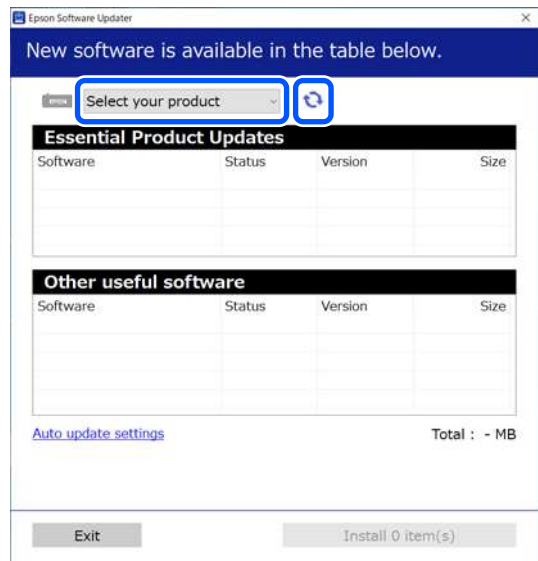 Epson Software Updater
New software is available in the table below.
EPSON Select your product
Essential Product Updates
Software Status Version Size
Other useful software
Software Status Version Size
Auto update settings Total : - MB
Exit Install 0 item(s)